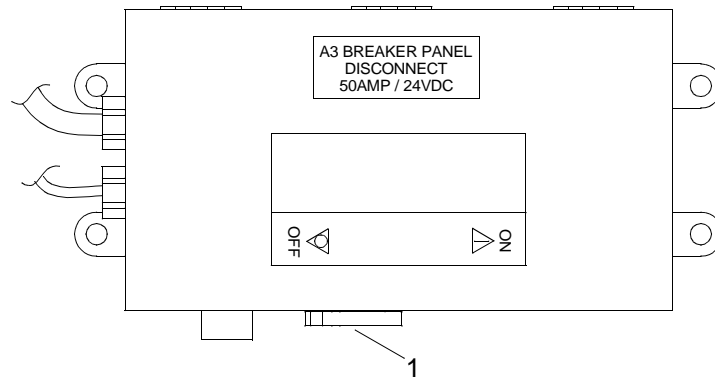 A3 BREAKER PANEL
DISCONNECT
50AMP / 24VDC
OFF
ON
1